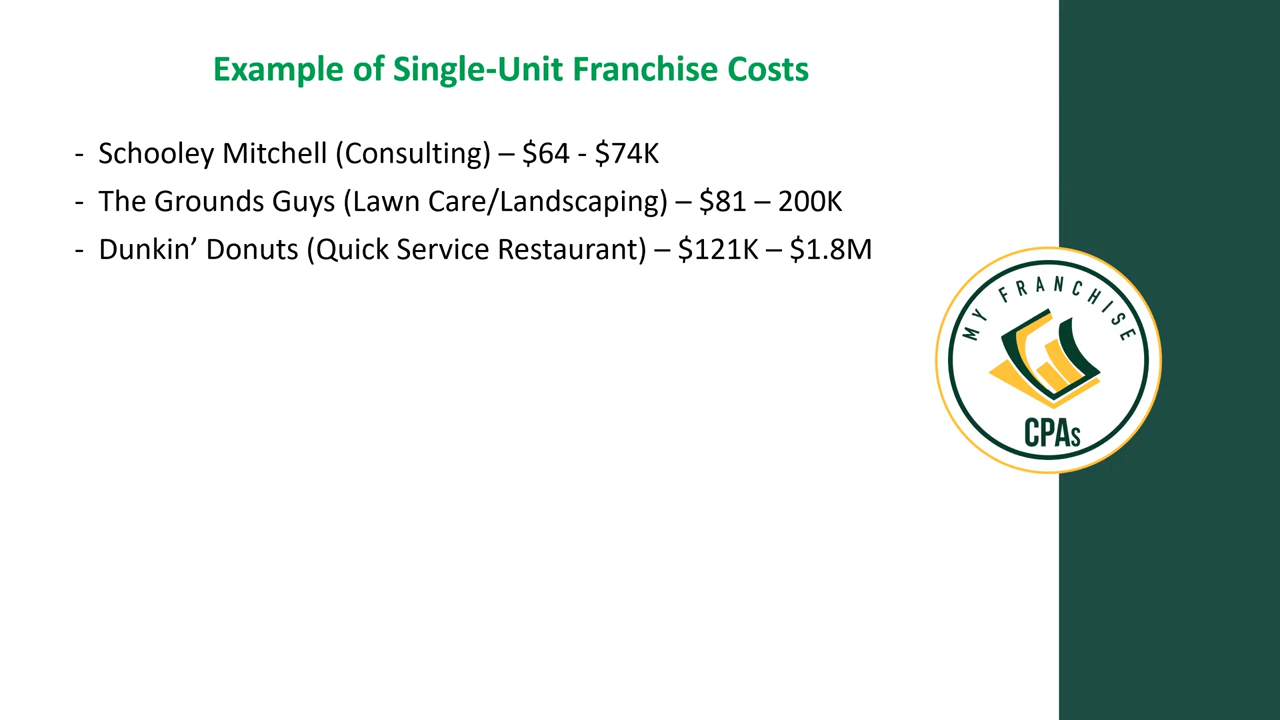 Example of Single-Unit Franchise Costs
- Schooley Mitchell (Consulting) – $64 - $74K
- The Grounds Guys (Lawn Care/Landscaping) – $81 – 200K
- Dunkin’ Donuts (Quick Service Restaurant) – $121K – $1.8M
MY FRANCHISE
CPAs